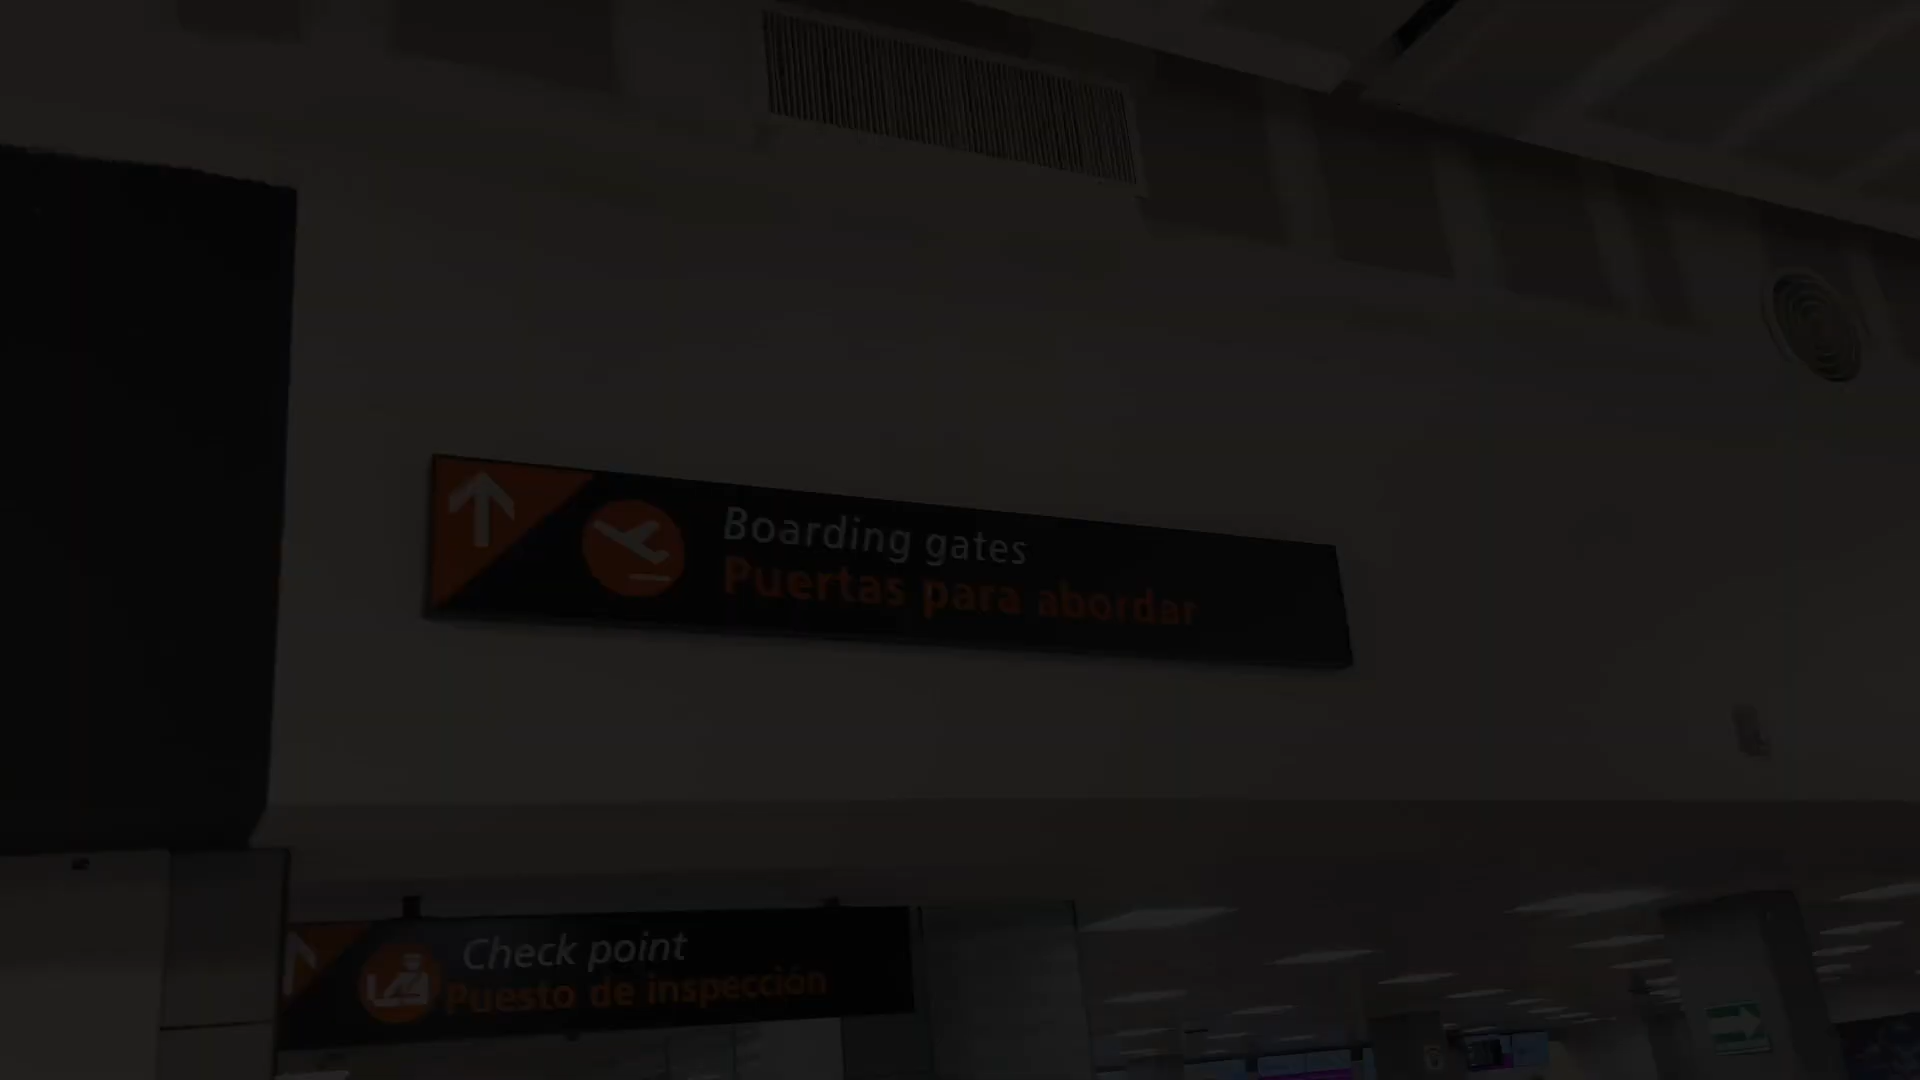 Boarding gates
Puertas para abordar
Check point
Puesto de inspección